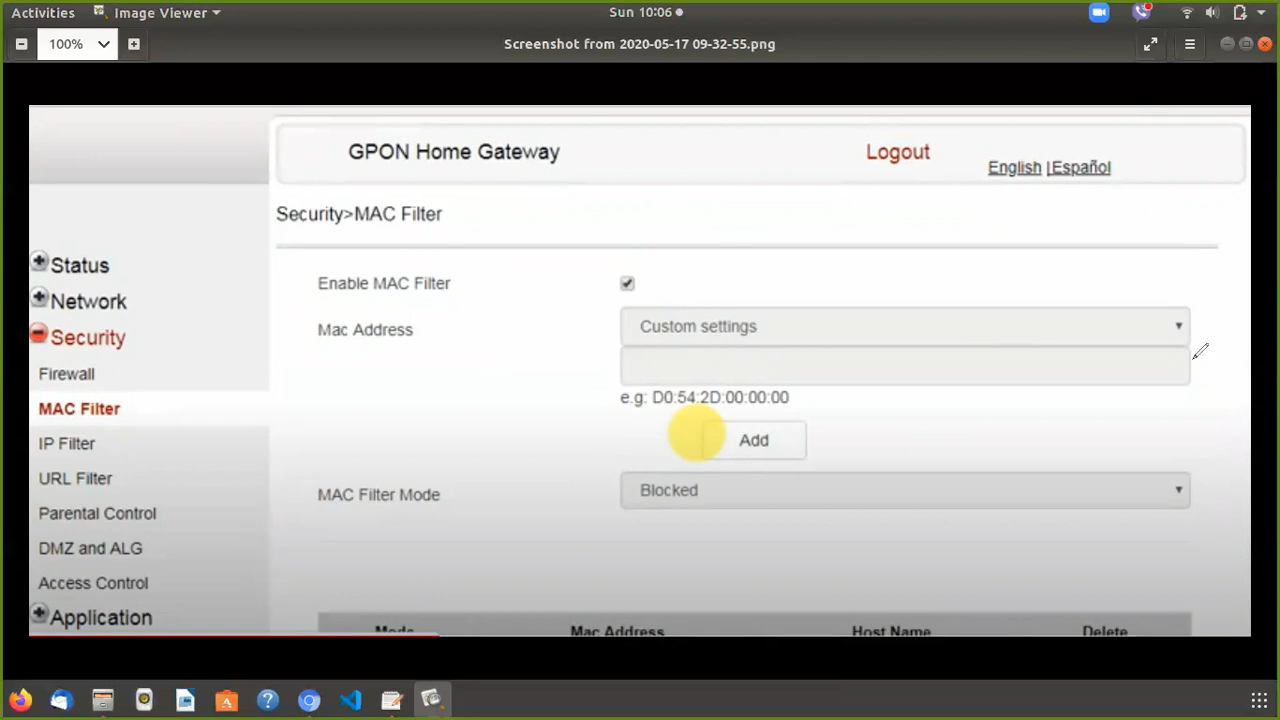 Activities
Image Viewer
Sun 10:06
100%
Screenshot from 2020-05-17 09-32-55.png
GPON Home Gateway
Logout
English |Español
Security>MAC Filter
Status
Network
Security
Firewall
MAC Filter
IP Filter
URL Filter
Parental Control
DMZ and ALG
Access Control
Application
Enable MAC Filter
Mac Address
Custom settings
e.g: D0:54:2D:00:00:00
Add
MAC Filter Mode
Blocked
Mode Mac Address Host Name Delete